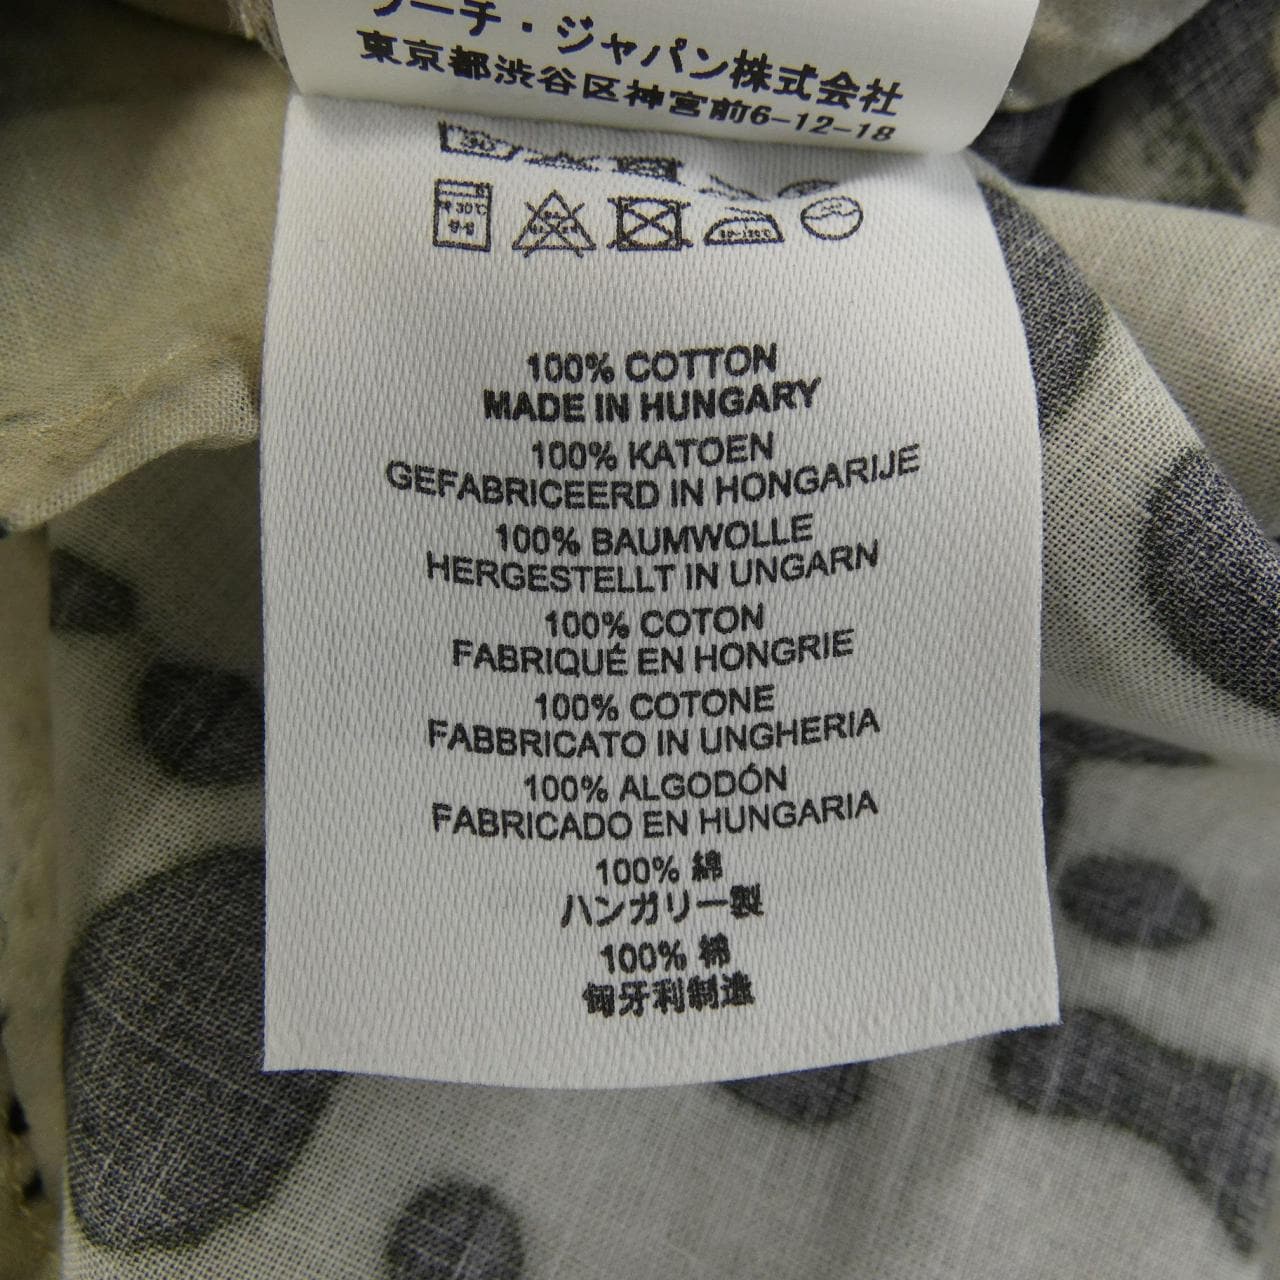 ーチ・ジャパン株式会社
東京都渋谷区神宮前6-12-18
100% COTTON
MADE IN HUNGARY
100% KATOEN
GEFABRICEERD IN HONGARIJE
100% BAUMWOLLE
HERGESTELLT IN UNGARN
100% COTON
FABRIQUÉ EN HONGRIE
100% COTONE
FABBRICATO IN UNGHERIA
100% ALGODÓN
FABRICADO EN HUNGARIA
100% 綿
ハンガリー製
100% 棉
匈牙利制造